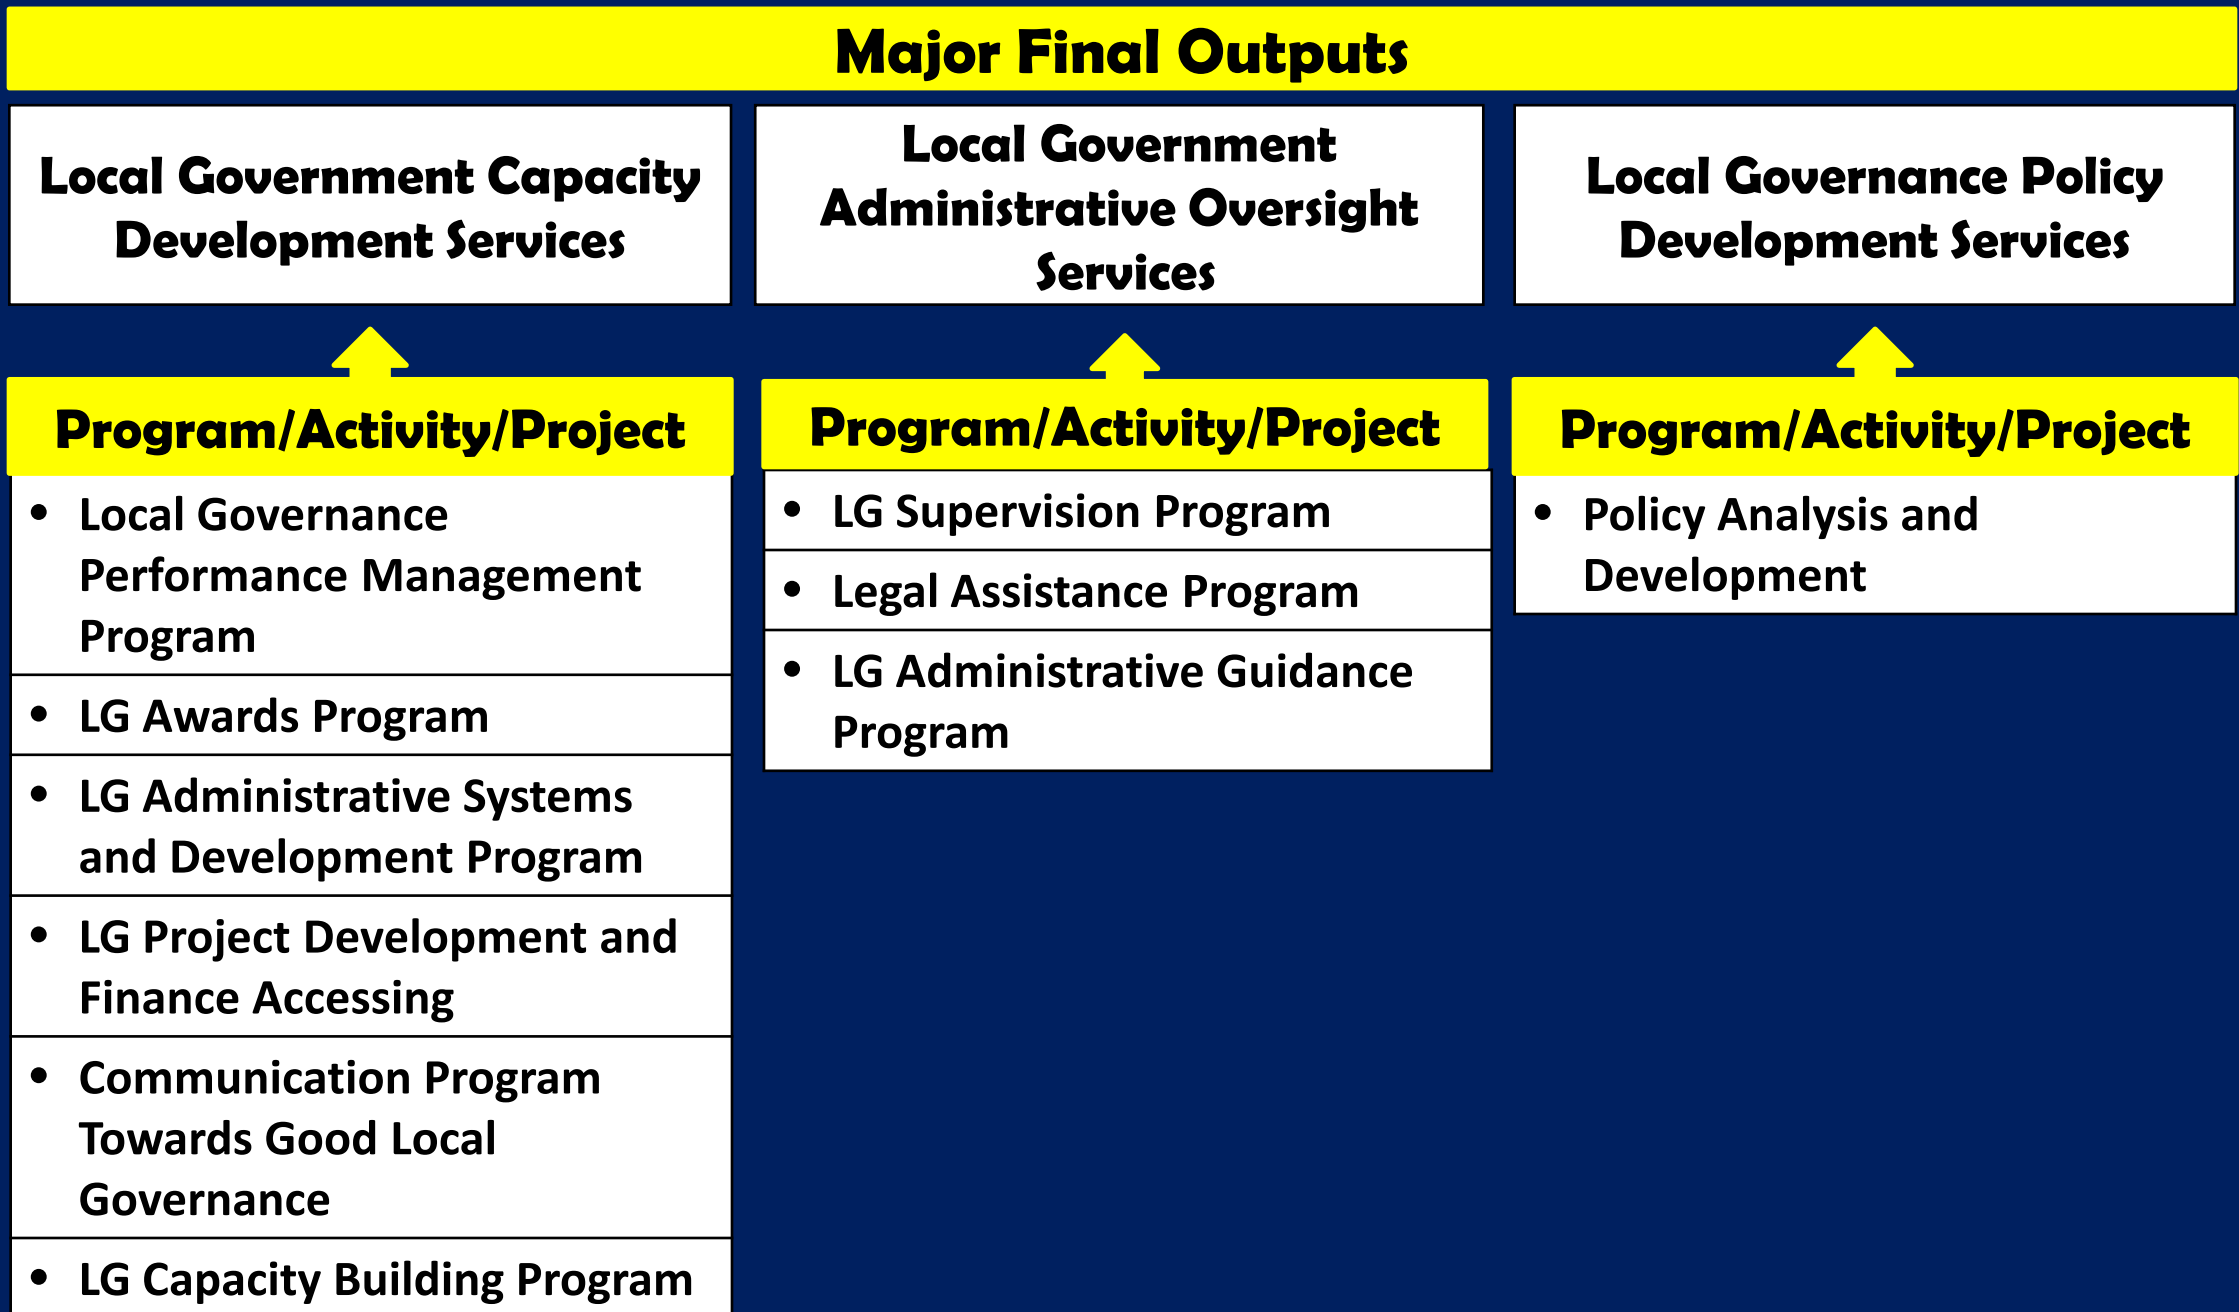 Major Final Outputs
Local Government Capacity
Development Services
Local Government
Administrative Oversight
Services
Local Governance Policy
Development Services
Program/Activity/Project
• Local Governance
Performance Management
Program
• LG Awards Program
• LG Administrative Systems
and Development Program
• LG Project Development and
Finance Accessing
• Communication Program
Towards Good Local
Governance
• LG Capacity Building Program
Program/Activity/Project
• LG Supervision Program
• Legal Assistance Program
• LG Administrative Guidance
Program
Program/Activity/Project
• Policy Analysis and
Development